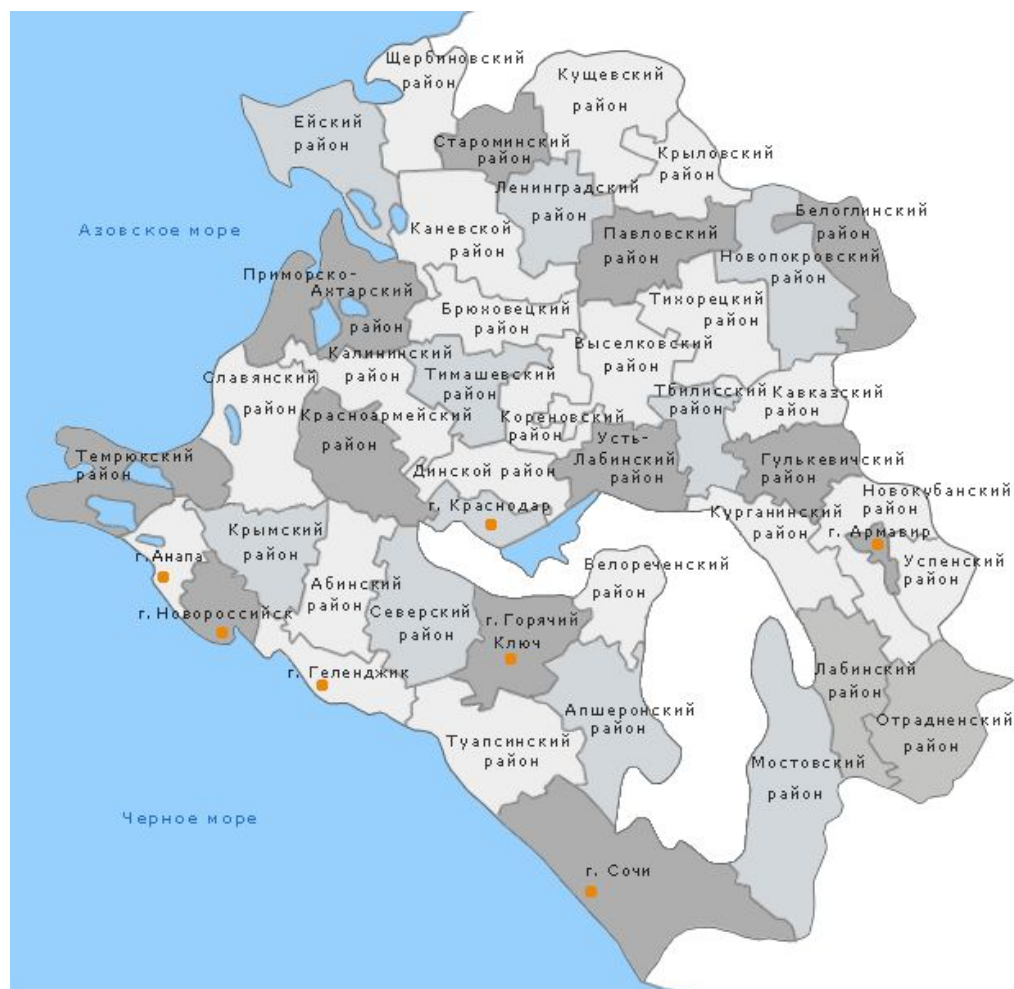 Щербиновский
район
Кущевский
район
Ейский
район
Староминский
район
Крыловский
район
Ленинградский
район
Каневской
район
Павловский
район
Белоглинский
район
Новопокровский
район
Азовское море
Приморско-
Ахтарский
район
Брюховецкий
район
Тихорецкий
район
Выселковский
район
Калининский
район
Славянский
район
Тимашевский
район
Тбилисский
район
Кавказский
район
Красноармейский
район
Кореновский
район
Усть-
Лабинский
район
Темрюкский
район
Динской район
Гулькевичский
район
г. Краснодар
Новокубанский
район
Курганинский
район
г. Армавир
Крымский
район
г.Анапа
Абинский
район
Белореченский
район
Успенский
район
г. Новороссийск
Северский
район
г. Горячий
Ключ
г. Геленджик
Лабинский
район
Апшеронский
район
Отрадненский
район
Туапсинский
район
Мостовский
район
Черное море
г. Сочи